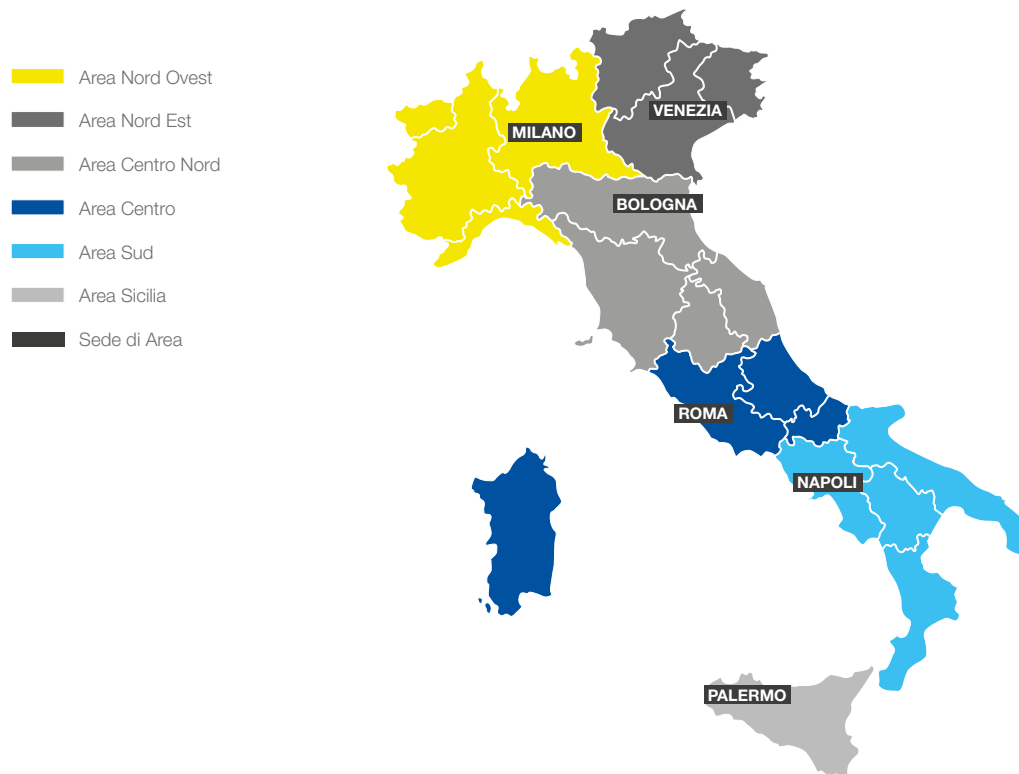 Area Nord Ovest
Area Nord Est
Area Centro Nord
Area Centro
Area Sud
Area Sicilia
Sede di Area
VENEZIA
MILANO
BOLOGNA
ROMA
NAPOLI
PALERMO